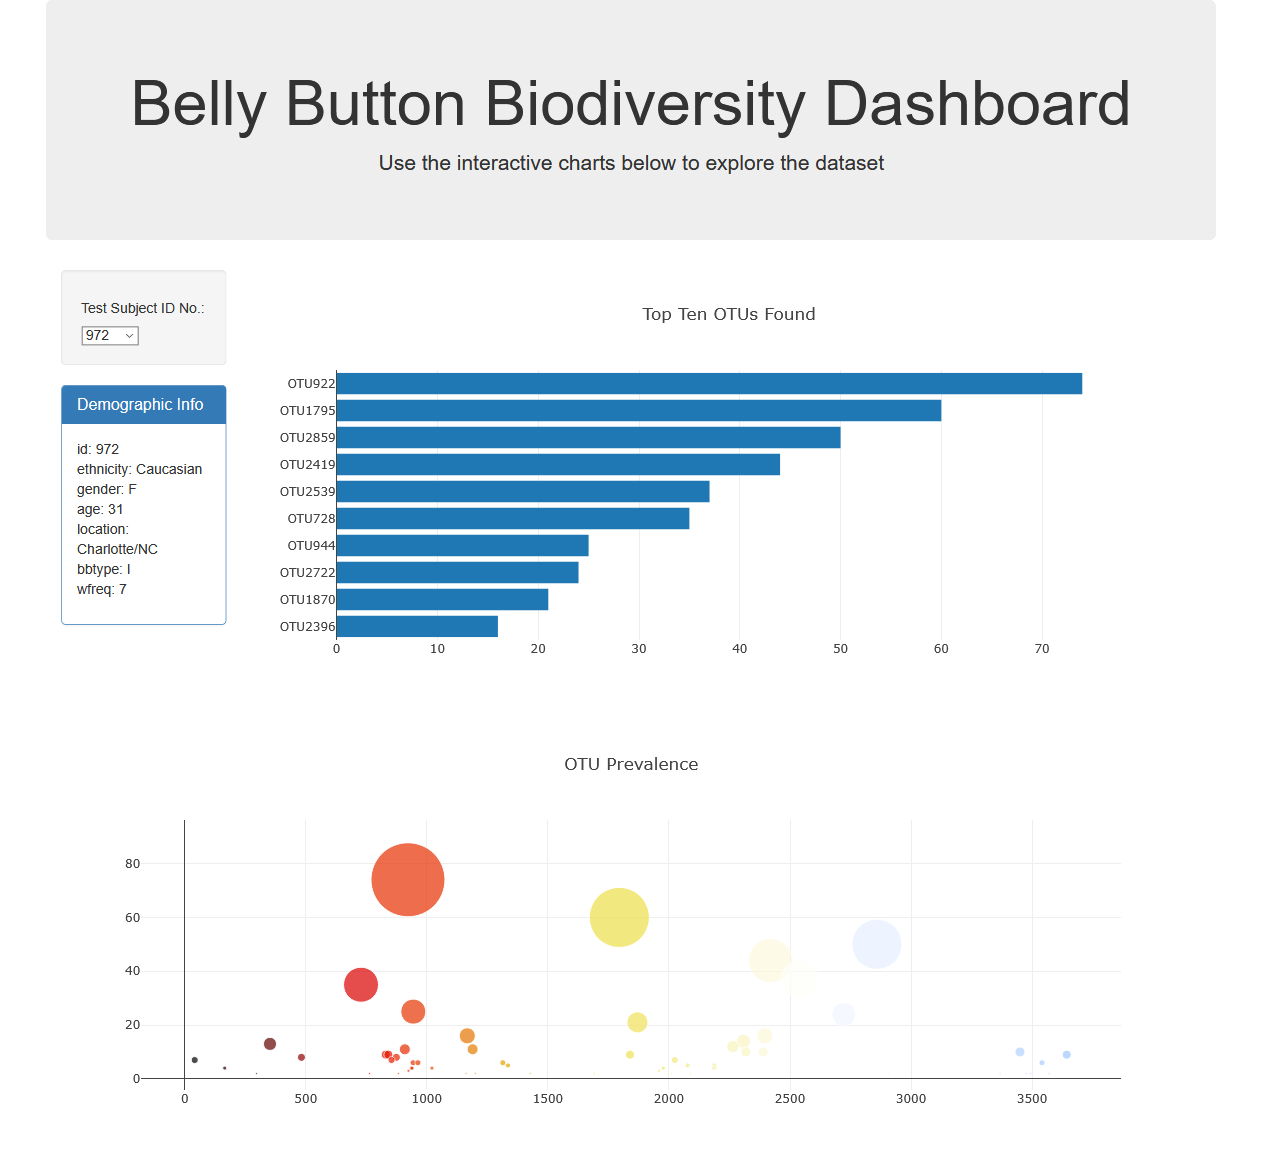 Belly Button Biodiversity Dashboard
Use the interactive charts below to explore the dataset
Test Subject ID No.:
972
Demographic Info
id: 972
ethnicity: Caucasian
gender: F
age: 31
location:
Charlotte/NC
bbtype: I
wfreq: 7
Top Ten OTUs Found
OTU922
OTU1795
OTU2859
OTU2419
OTU2539
OTU728
OTU944
OTU2722
OTU1870
OTU2396
0 10 20 30 40 50 60 70
OTU Prevalence
80
60
40
20
0
0 500 1000 1500 2000 2500 3000 3500